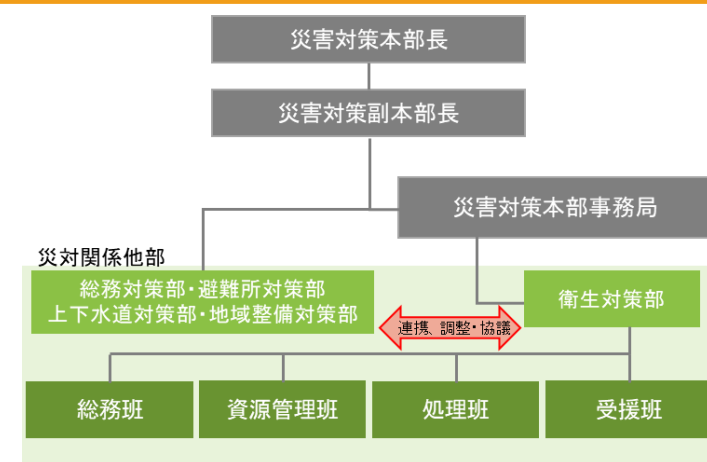 災害対策本部長
災害対策副本部長
災害対策本部事務局
災対関係他部
総務対策部・避難所対策部
上下水道対策部・地域整備対策部
連携、調整・協議
衛生対策部
総務班
資源管理班
処理班
受援班